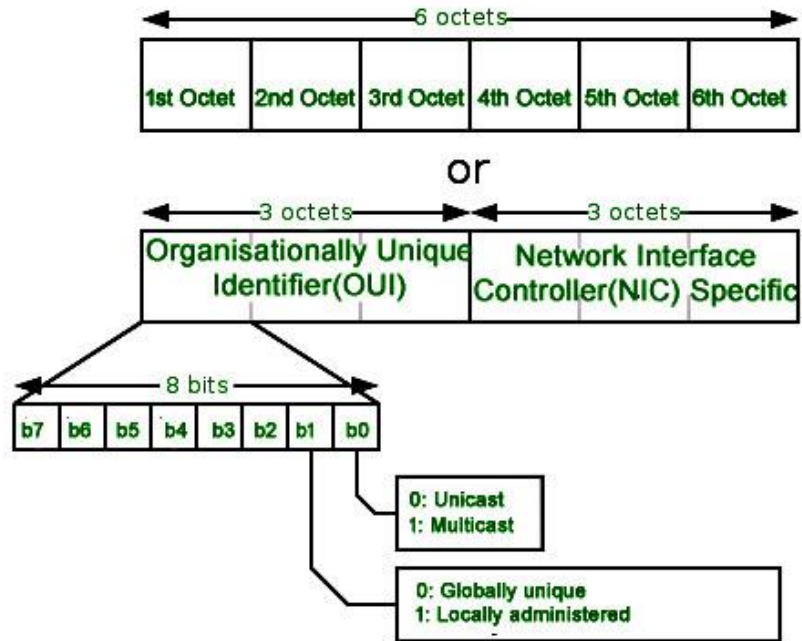 6 octets
1st Octet 2nd Octet 3rd Octet 4th Octet 5th Octet 6th Octet
or
3 octets 3 octets
Organisationally Unique
Identifier(OUI)
Network Interface
Controller(NIC) Specific
8 bits
b7 b6 b5 b4 b3 b2 b1 b0
0: Unicast
1: Multicast
0: Globally unique
1: Locally administered